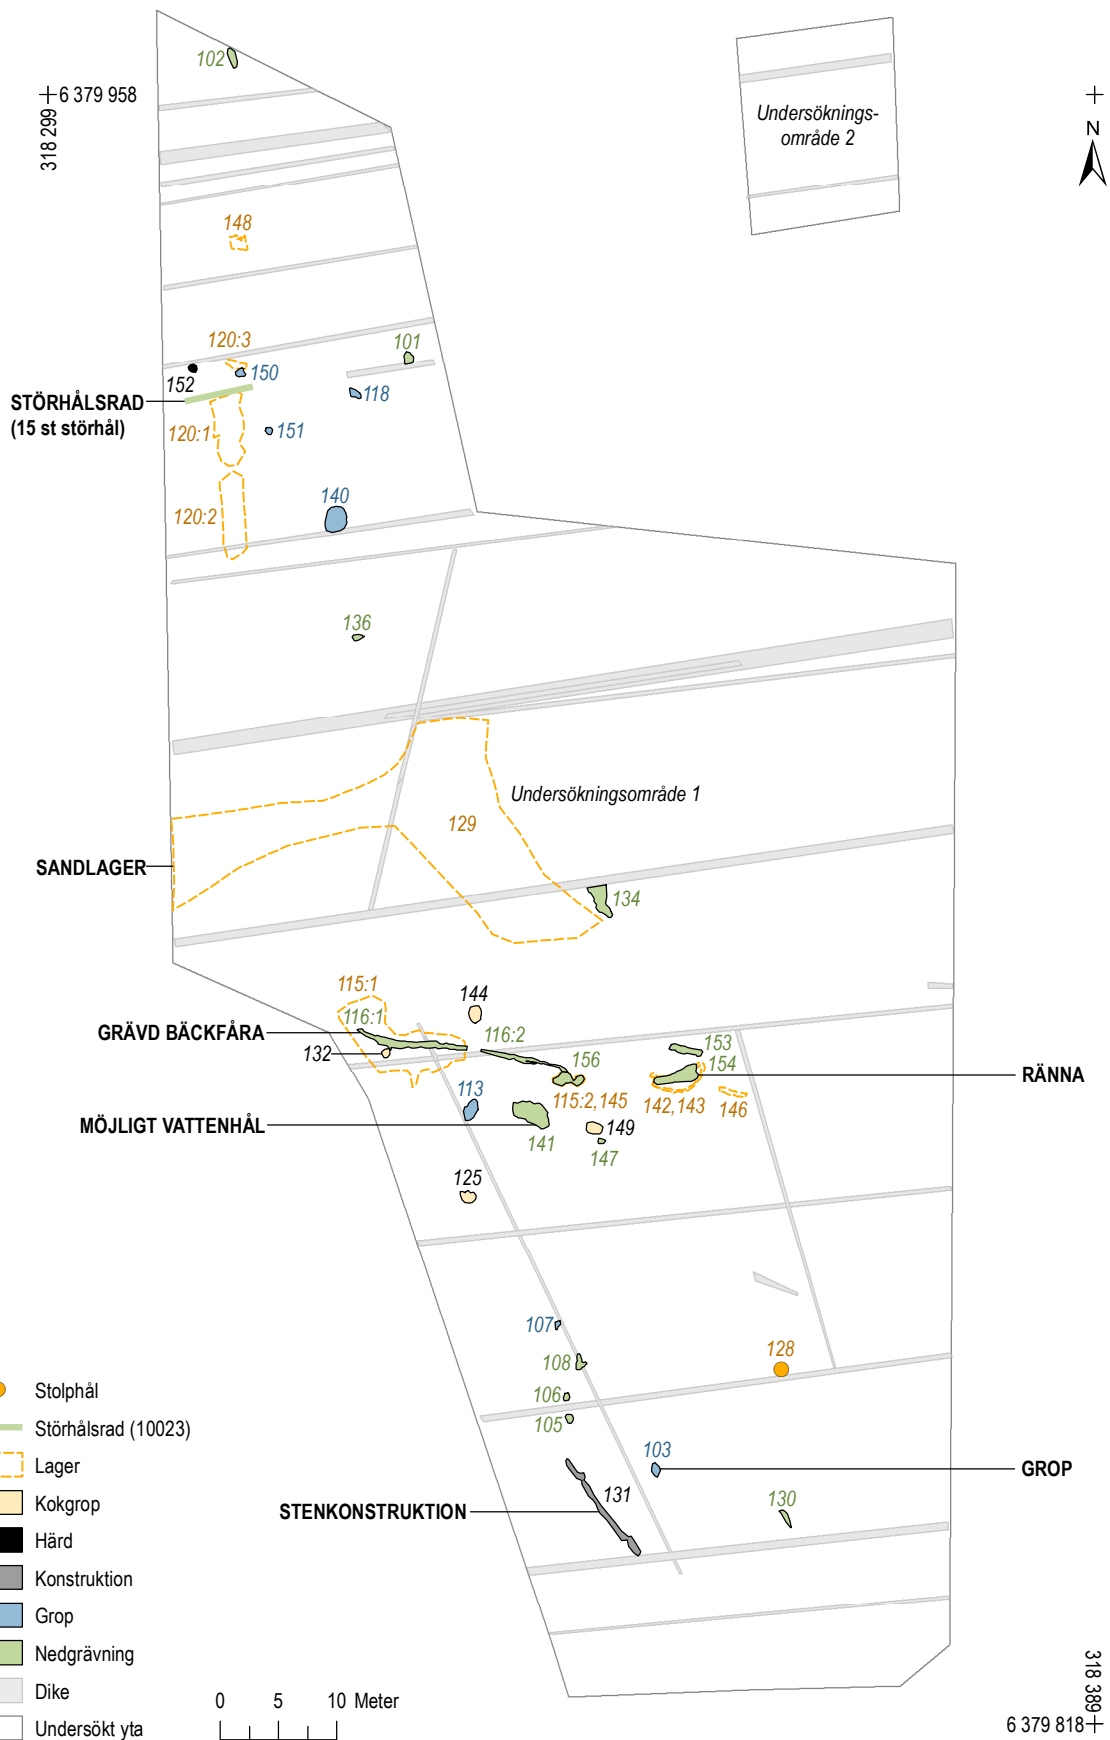 102
6 379 958
318 299
Undersöknings-
område 2
N
148
120:3
101
152
150
118
STÖRHÅLSRAD
(15 st störhål)
120:1
151
120:2
140
136
Undersökningsområde 1
129
SANDLAGER
134
115:1
144
116:1
GRÄVD BÄCKFÅRA
116:2
153
132
156
154
RÄNNA
113
115:2,145
142,143
146
MÖJLIGT VATTENHÅL
141
149
147
125
107
128
108
106
105
103
GROP
131
STENKONSTRUKTION
130
Stolphål
Störhålsrad (10023)
Lager
Kokgrop
Härd
Konstruktion
Grop
Nedgrävning
Dike
Undersökt yta
0 5 10 Meter
318 389
6 379 818